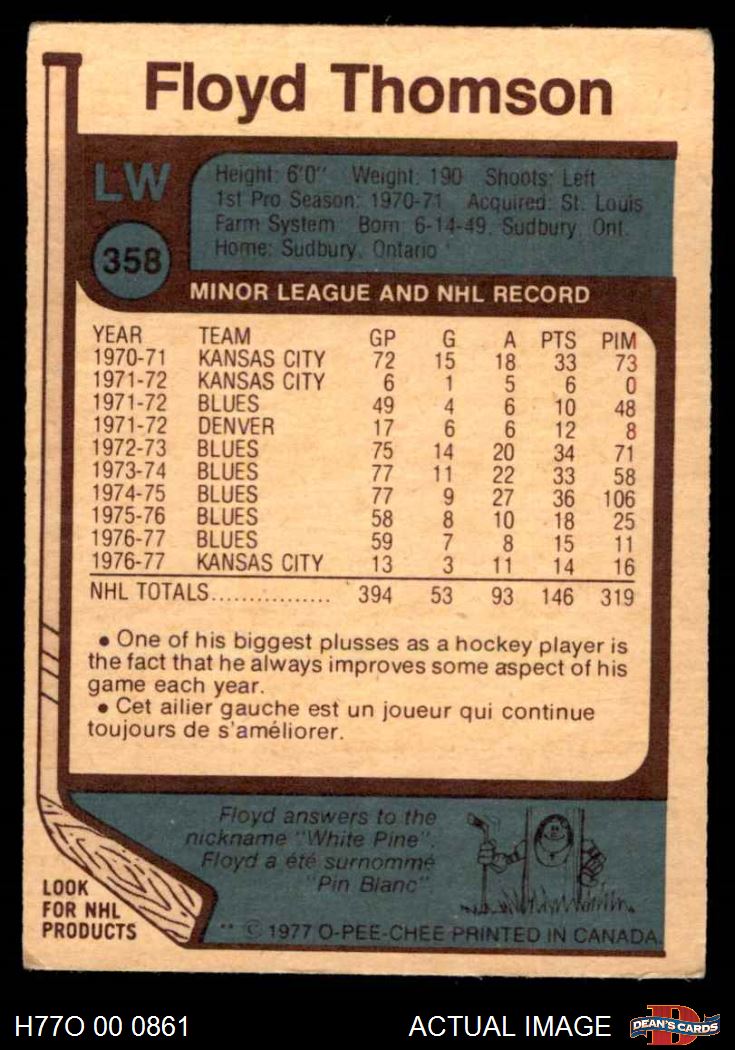 Floyd Thomson
LW
358
Height: 6'0" Weight: 190 Shoots: Left
1st Pro Season: 1970-71 Acquired: St. Louis
Farm System Born: 6-14-49, Sudbury, Ont.
Home: Sudbury, Ontario
MINOR LEAGUE AND NHL RECORD
YEAR TEAM GP G A PTS PIM
1970-71 KANSAS CITY 72 15 18 33 73
1971-72 KANSAS CITY 6 1 5 6 0
1971-72 BLUES 49 4 6 10 48
1971-72 DENVER 17 6 6 12 8
1972-73 BLUES 75 14 20 34 71
1973-74 BLUES 77 11 22 33 58
1974-75 BLUES 77 9 27 36 106
1975-76 BLUES 58 8 10 18 25
1976-77 BLUES 59 7 8 15 11
1976-77 KANSAS CITY 13 3 11 14 16
NHL TOTALS................ 394 53 93 146 319
• One of his biggest plusses as a hockey player is
the fact that he always improves some aspect of his
game each year.
• Cet ailier gauche est un joueur qui continue
toujours de s'améliorer.
Floyd answers to the
nickname "White Pine".
Floyd a été surnommé
"Pin Blanc"
LOOK
FOR NHL
PRODUCTS
** © 1977 O-PEE-CHEE PRINTED IN CANADA
H77O 00 0861
ACTUAL IMAGE
D
DEAN'S CARDS